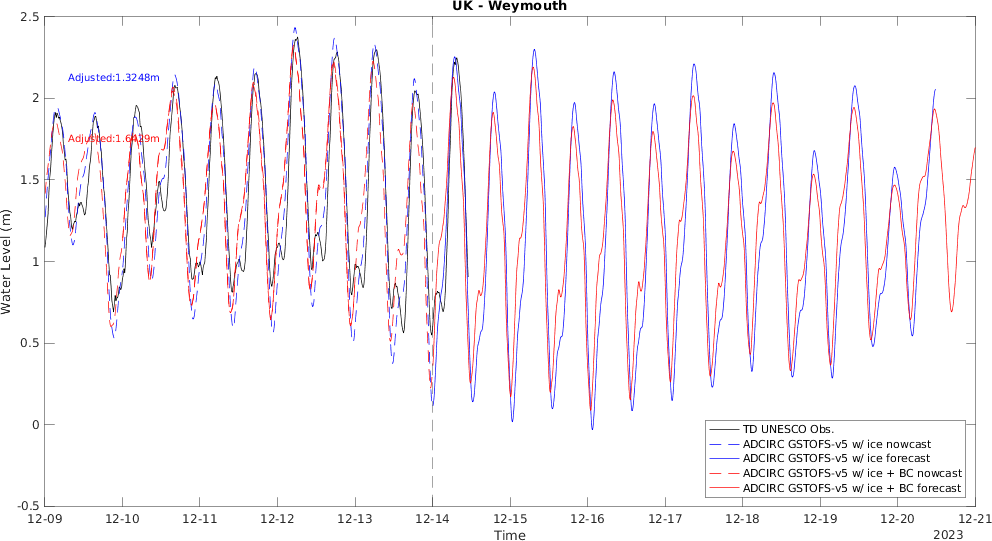 UK - Weymouth
2.5
Adjusted:1.3248m
2
Adjusted:1.6429m
1.5
1
Water Level (m)
0.5
0
TD UNESCO Obs.
ADCIRC GSTOFS-v5 w/ ice nowcast
ADCIRC GSTOFS-v5 w/ ice forecast
ADCIRC GSTOFS-v5 w/ ice + BC nowcast
ADCIRC GSTOFS-v5 w/ ice + BC forecast
-0.5
12-09 12-10 12-11 12-12 12-13 12-14 12-15 12-16 12-17 12-18 12-19 12-20 12-21
Time
2023